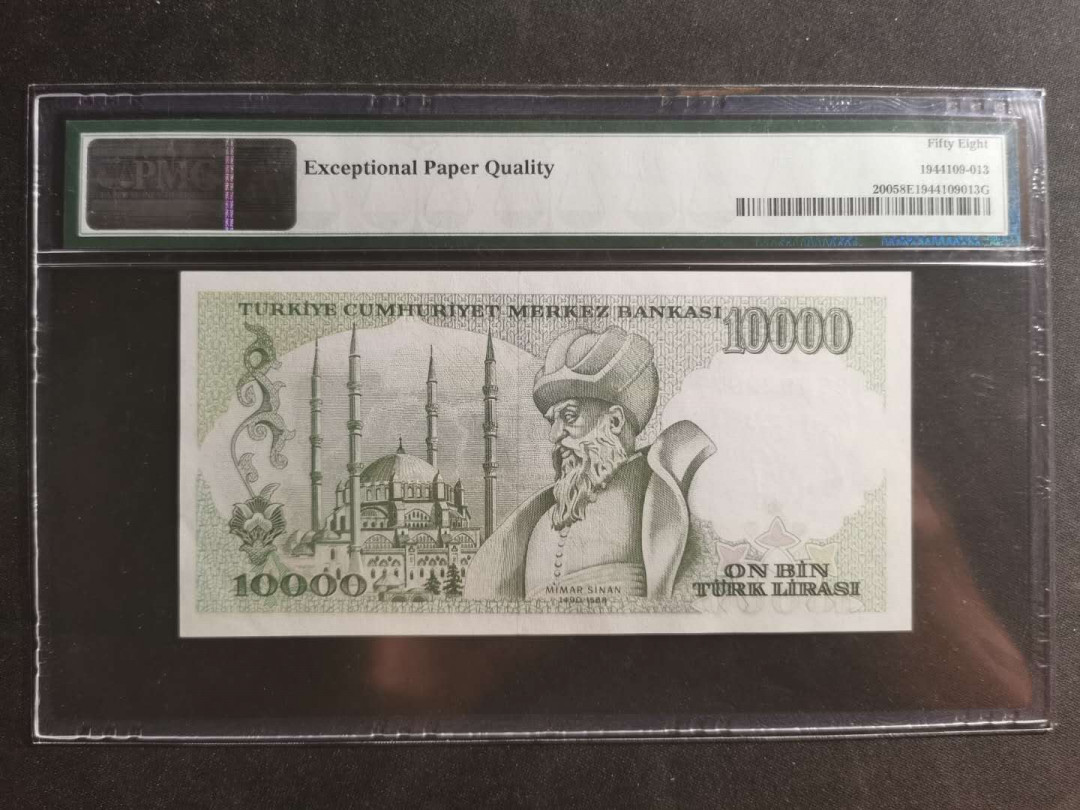 PMG
Exceptional Paper Quality
Fifty Eight
1944109-013
20058E1944109013G
TÜRKİYE CUMHURİYET MERKEZ BANKASI
10000
10000
MİMAR SİNAN
1490-1588
ON BİN
TÜRK LİRASI